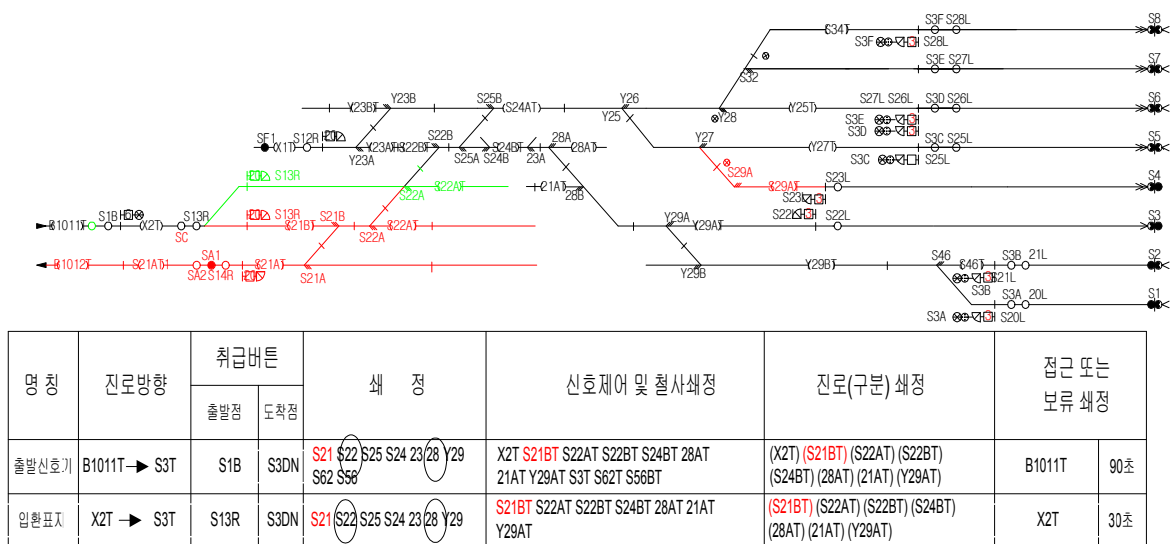 S34T S3F S28L S8
S3F S28L
S32 S3E S27L S7
Y23BT Y23B S25B S24AT Y26 Y25 Y28 Y25T S27L S26L S3D S26L S6
S3E
S3D
SF1 X1T S12R Y23A S22BT S22B S25A S24B S24BT 23A 28A 28AT Y27 Y27T S3C S25L S5
S3C S25L
S13R S22A S22AT 21AT 28B S29A S29AT S23L S4
S23L
B1011T S1B X2T SC S13R S13R S21BT S21B S22A S22AT Y29A Y29AT S22L S22L S3
B1012T S21AT1 SA2 SA1 S14R S21AT S21A Y29B Y29BT S46 S46T S3B 21L S2
S3B S21L
S3A 20L S1
S3A S20L
명 칭 진로방향 취급버튼 쇄 정 신호제어 및 철사쇄정 진로(구분) 쇄정 접근 또는
보류 쇄정
출발점 도착점
출발신호기 B1011T S3T S1B S3DN S21 S22 S25 S24 23 28 Y29
S62 S56
X2T S21BT S22AT S22BT S24BT 28AT
21AT Y29AT S3T S62T S56BT
(X2T) (S21BT) (S22AT) (S22BT)
(S24BT) (28AT) (21AT) (Y29AT)
B1011T 90초
입환표지 X2T S3T S13R S3DN S21 S22 S25 S24 23 28 Y29
S21BT S22AT S22BT S24BT 28AT 21AT
Y29AT
(S21BT) (S22AT) (S22BT) (S24BT)
(28AT) (21AT) (Y29AT)
X2T 30초